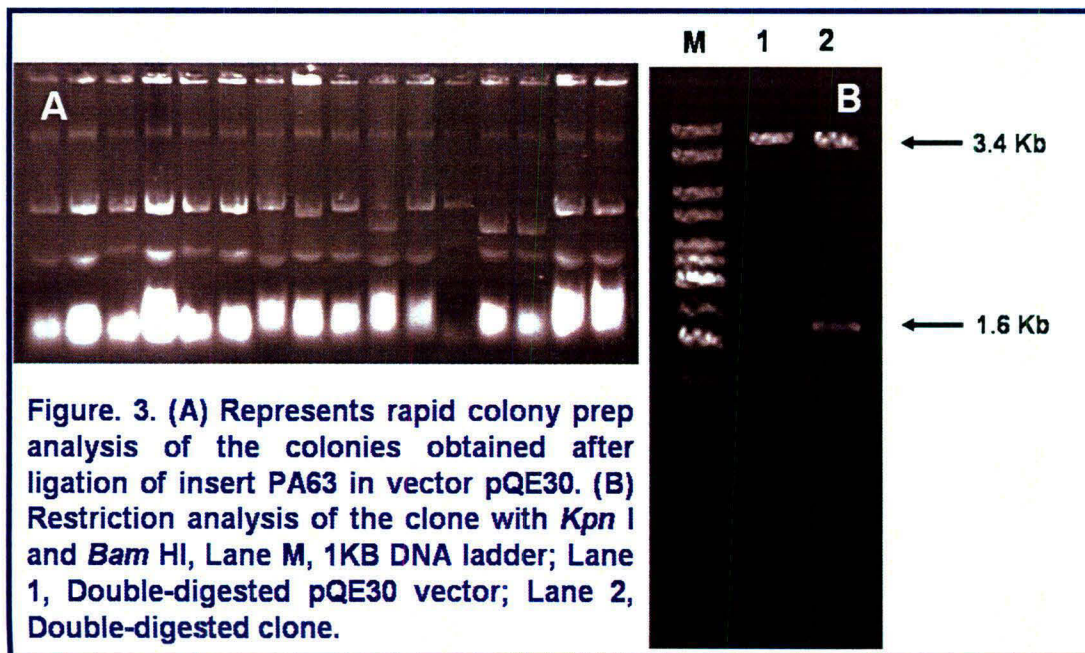 M 1 2
A
B
3.4 Kb
1.6 Kb
Figure. 3. (A) Represents rapid colony prep
analysis of the colonies obtained after
ligation of insert PA63 in vector pQE30. (B)
Restriction analysis of the clone with Kpn I
and Bam HI, Lane M, 1KB DNA ladder; Lane
1, Double-digested pQE30 vector; Lane 2,
Double-digested clone.